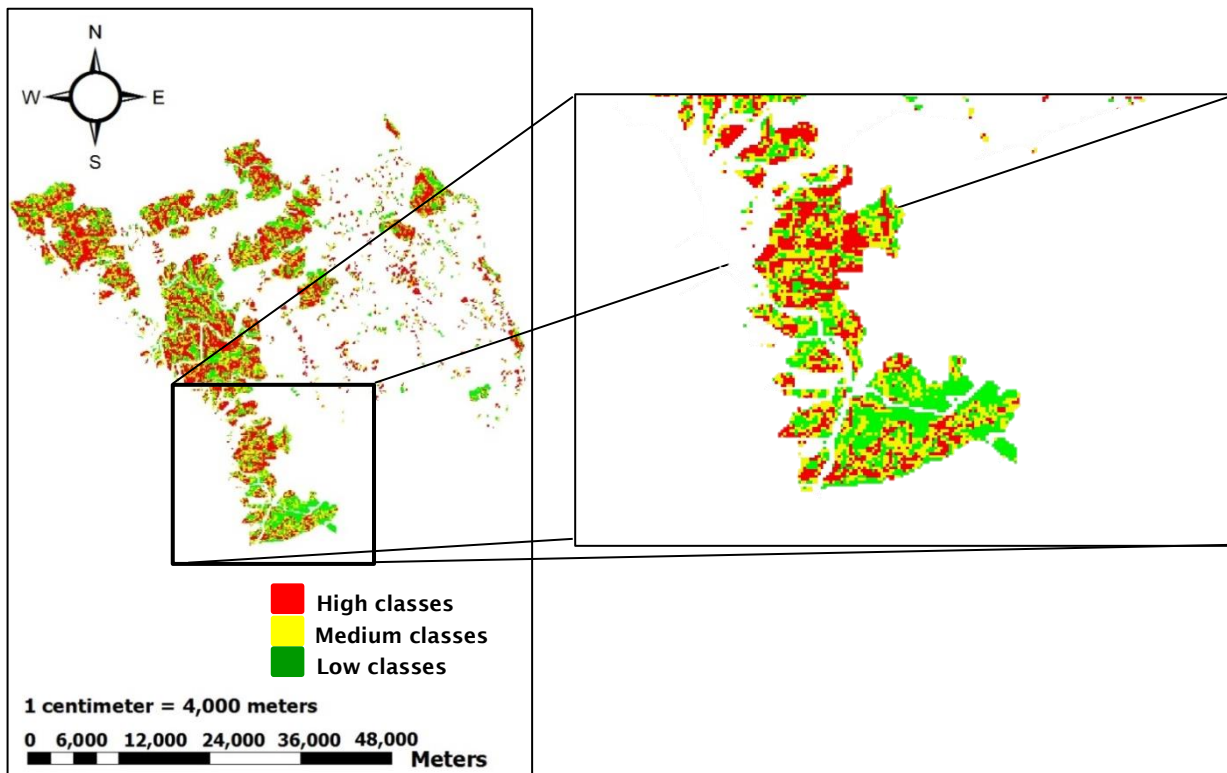 N
W E
S
High classes
Medium classes
Low classes
1 centimeter = 4,000 meters
0 6,000 12,000 24,000 36,000 48,000
Meters